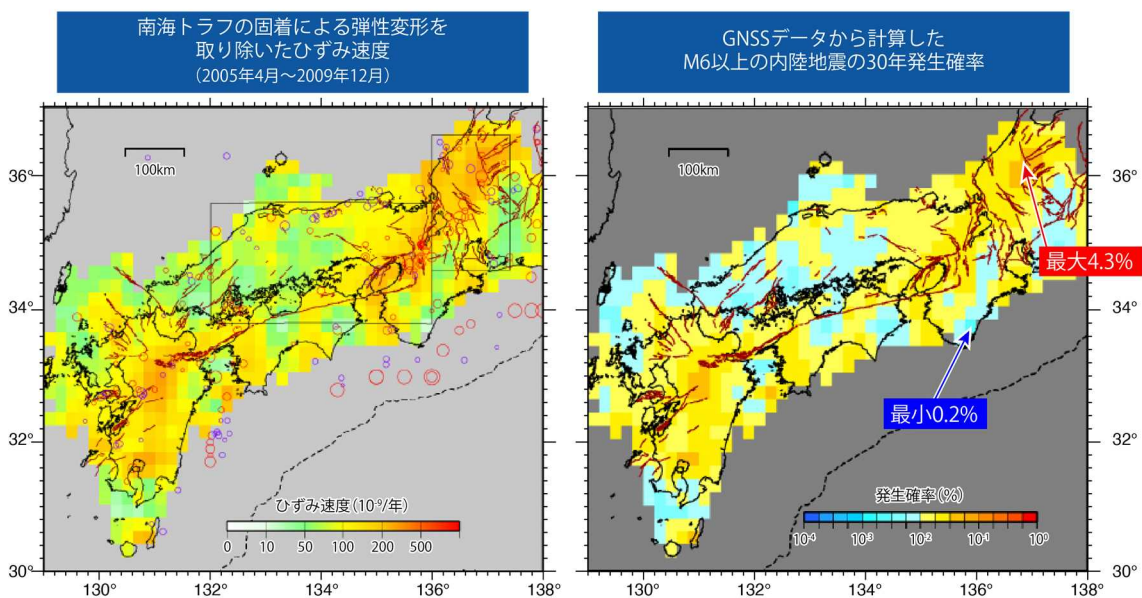 南海トラフの固着による弾性変形を
取り除いたひずみ速度
（2005年4月～2009年12月）
GNSSデータから計算した
M6以上の内陸地震の30年発生確率
100km
36°
34°
32°
30°
130°
132°
134°
136°
138°
ひずみ速度（10⁻⁹/年）
0
10
50
100
200
500
100km
最大4.3%
最小0.2%
発生確率（%）
10⁻⁴
10⁻³
10⁻²
10⁻¹
10⁰
36°
34°
32°
30°
130°
132°
134°
136°
138°